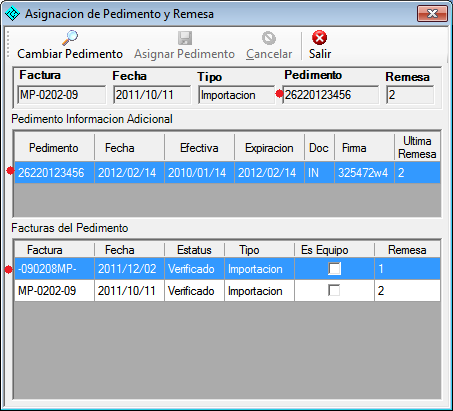 Asignacion de Pedimento y Remesa
Cambiar Pedimento Asignar Pedimento Cancelar Salir
Factura Fecha Tipo Pedimento Remesa
MP-0202-09 2011/10/11 Importacion 26220123456 2
Pedimento Informacion Adicional
Pedimento Fecha Efectiva Expiracion Doc Firma Ultima Remesa
26220123456 2012/02/14 2010/01/14 2012/02/14 IN 325472w4 2
Facturas del Pedimento
Factura Fecha Estatus Tipo Es Equipo Remesa
-090208MP- 2011/12/02 Verificado Importacion 1
MP-0202-09 2011/10/11 Verificado Importacion 2